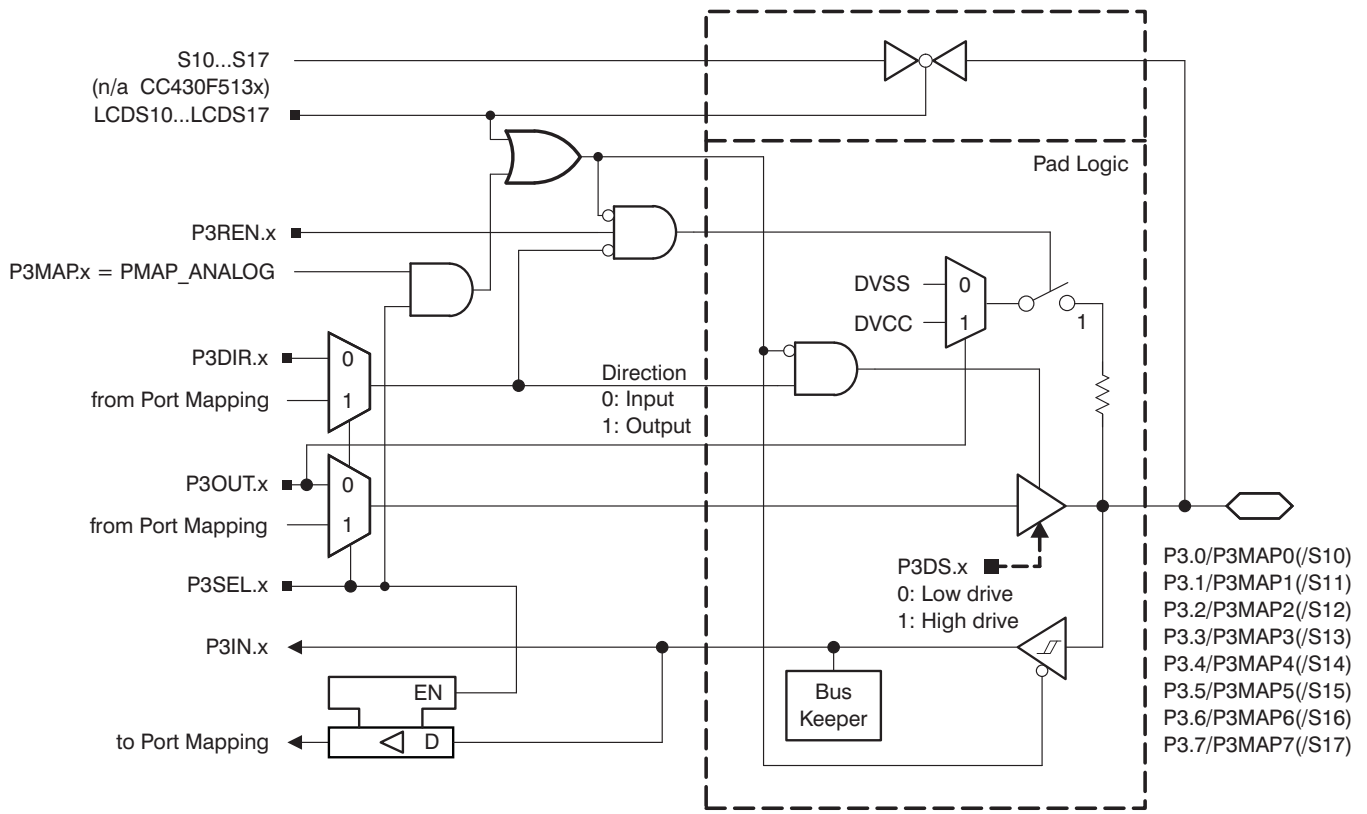 S10...S17
(n/a CC430F513x)
LCDS10...LCDS17
Pad Logic
P3REN.x
P3MAP.x = PMAP_ANALOG
DVSS
0
DVCC
1
1
P3DIR.x
0
from Port Mapping
1
Direction
0: Input
1: Output
P3OUT.x
0
from Port Mapping
1
P3SEL.x
P3DS.x
0: Low drive
1: High drive
P3IN.x
EN
to Port Mapping
D
Bus
Keeper
P3.0/P3MAP0(/S10)
P3.1/P3MAP1(/S11)
P3.2/P3MAP2(/S12)
P3.3/P3MAP3(/S13)
P3.4/P3MAP4(/S14)
P3.5/P3MAP5(/S15)
P3.6/P3MAP6(/S16)
P3.7/P3MAP7(/S17)